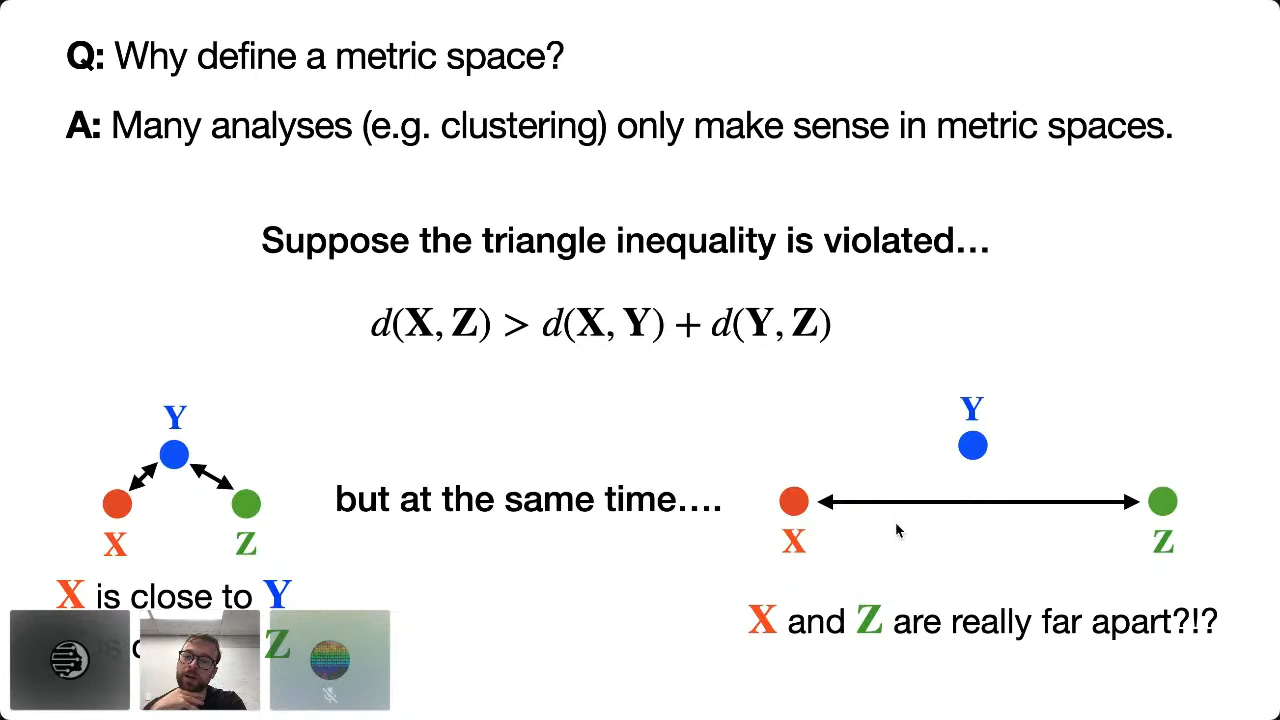 Q: Why define a metric space?
A: Many analyses (e.g. clustering) only make sense in metric spaces.
Suppose the triangle inequality is violated…
d(X, Z) > d(X, Y) + d(Y, Z)
Y
X
Z
but at the same time….
Y
X
Z
X is close to Y
Z
X and Z are really far apart?!?